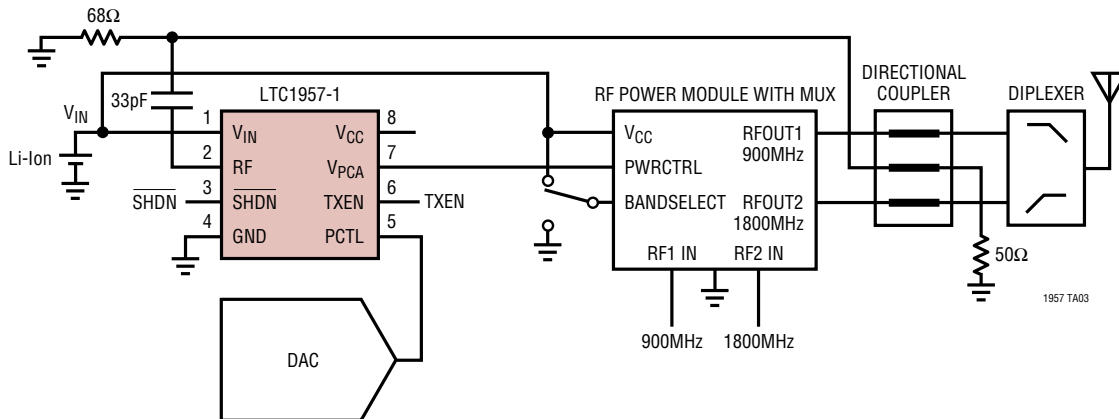 68Ω
33pF
V_IN
Li-Ion
LTC1957-1
1
V_IN
2
RF
3
SHDN
SHDN
4
GND
V_CC
8
V_PCA
7
TXEN
6
TXEN
PCTL
5
DAC
RF POWER MODULE WITH MUX
V_CC
PWRCTRL
BANDSELECT
RFOUT1
900MHz
RFOUT2
1800MHz
RF1 IN
RF2 IN
900MHz
1800MHz
DIRECTIONAL
COUPLER
DIPLEXER
50Ω
1957 TA03